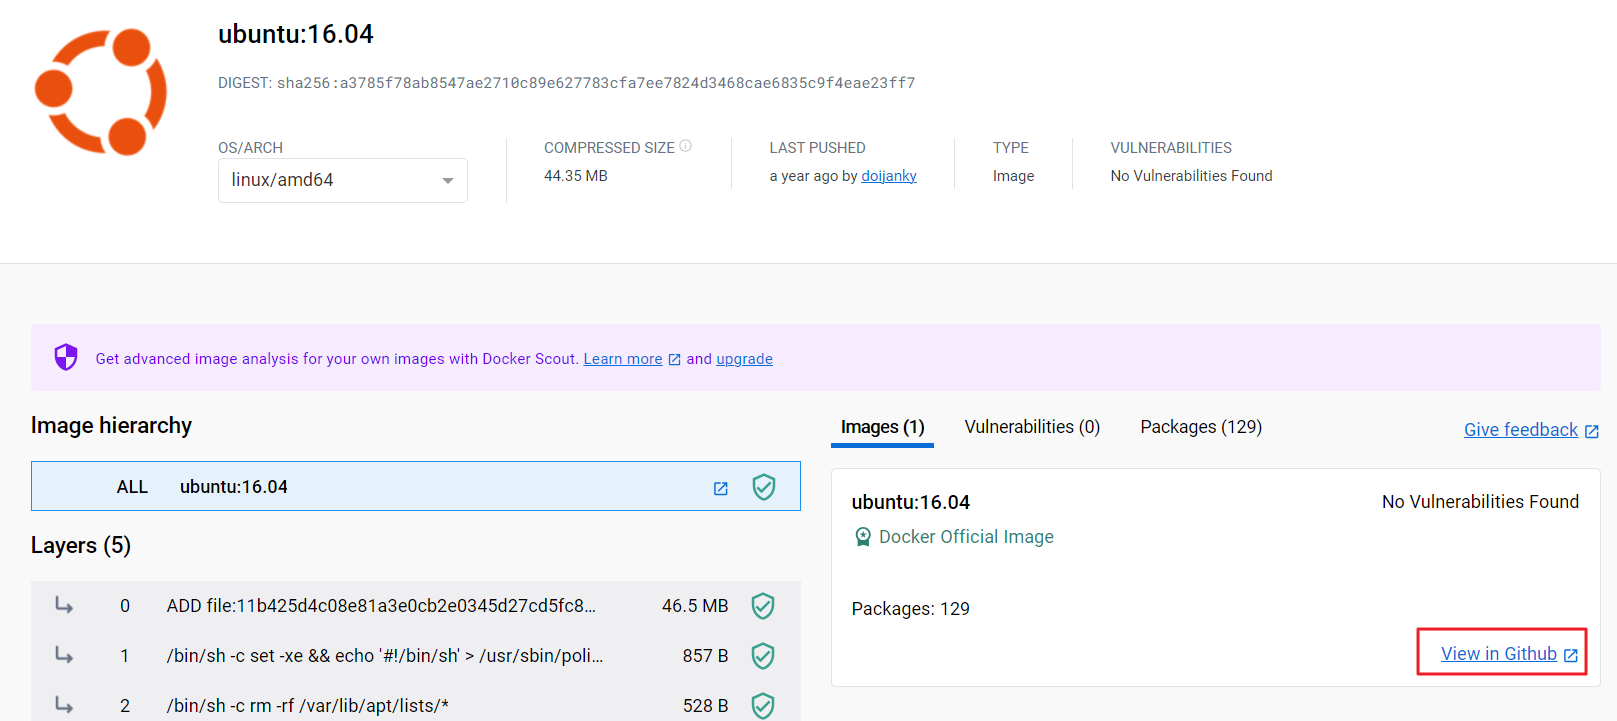 ubuntu:16.04
DIGEST: sha256:a3785f78ab8547ae2710c89e627783cfa7ee7824d3468cae6835c9f4eae23ff7
OS/ARCH
linux/amd64
COMPRESSED SIZE
44.35 MB
LAST PUSHED
a year ago by doijanky
TYPE
Image
VULNERABILITIES
No Vulnerabilities Found
Get advanced image analysis for your own images with Docker Scout. Learn more and upgrade
Image hierarchy
ALL ubuntu:16.04
Layers (5)
0 ADD file:11b425d4c08e81a3e0cb2e0345d27cd5fc8... 46.5 MB
1 /bin/sh -c set -xe && echo '#!/bin/sh' > /usr/sbin/poli... 857 B
2 /bin/sh -c rm -rf /var/lib/apt/lists/* 528 B
Images (1) Vulnerabilities (0) Packages (129) Give feedback
ubuntu:16.04 No Vulnerabilities Found
Docker Official Image
Packages: 129
View in Github